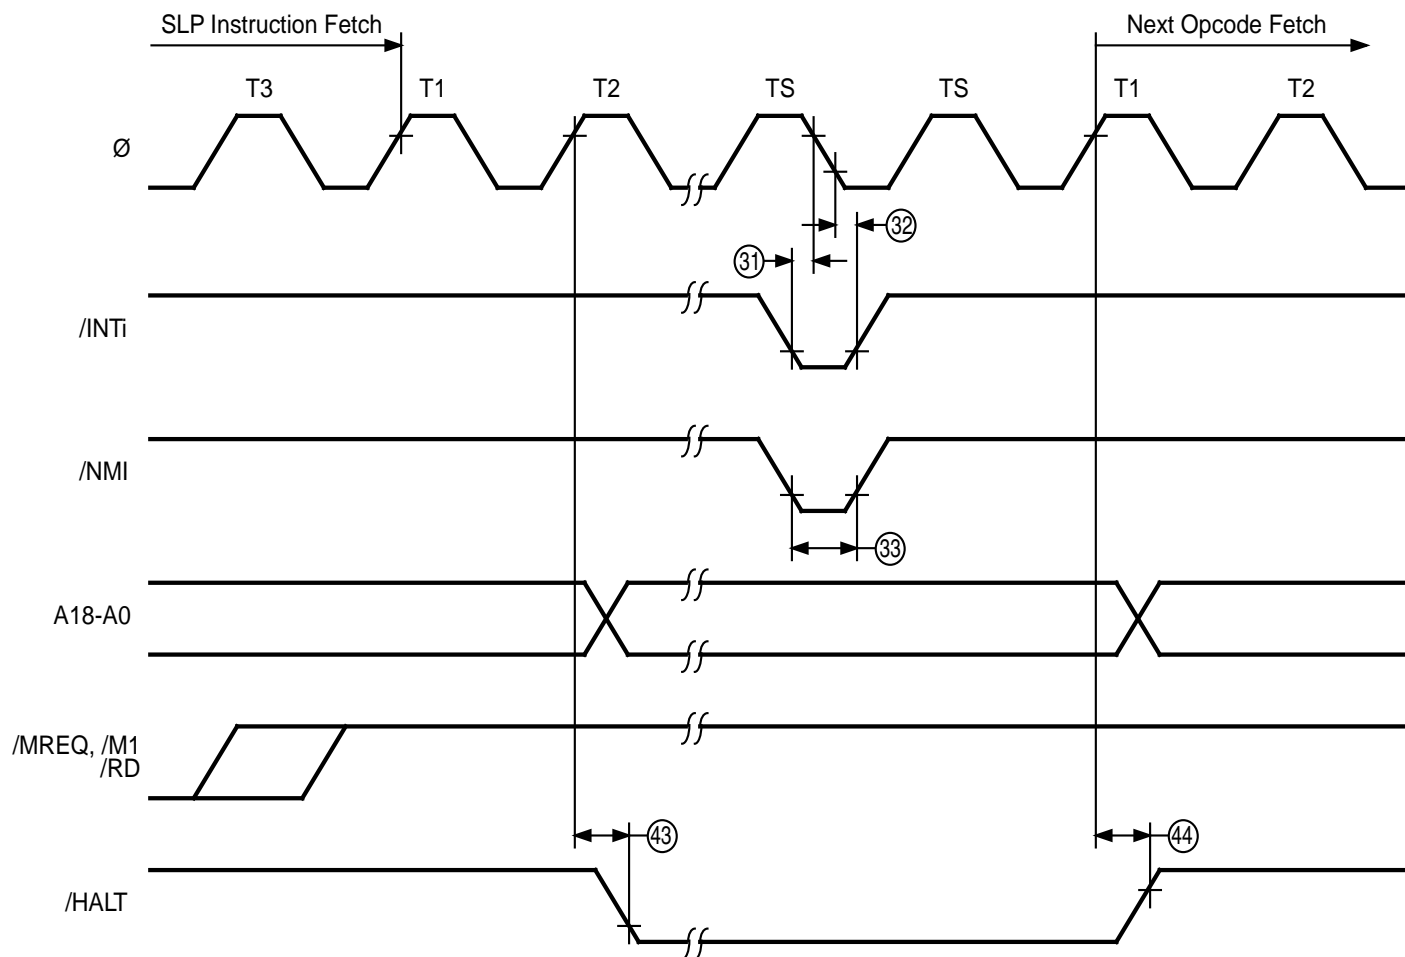 SLP Instruction Fetch
Next Opcode Fetch
T3
T1
T2
TS
TS
T1
T2
Ø
32
31
/INTi
/NMI
33
A18-A0
/MREQ, /M1
/RD
43
44
/HALT